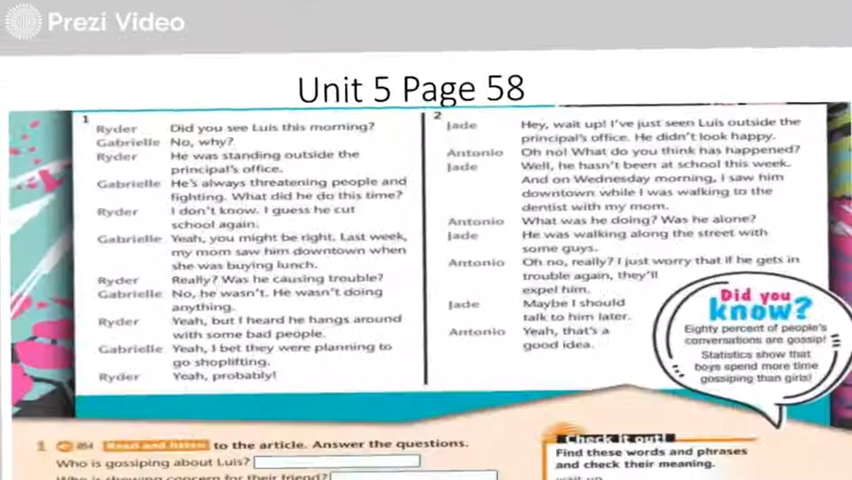 Prezi Video
Unit 5 Page 58
1
Ryder Did you see Luis this morning?
Gabrielle No, why?
Ryder He was standing outside the
principal's office.
Gabrielle He's always threatening people and
fighting. What did he do this time?
Ryder I don't know. I guess he cut
school again.
Gabrielle Yeah, you might be right. Last week,
my mom saw him downtown when
she was buying lunch.
Ryder Really? Was he causing trouble?
Gabrielle No, he wasn't. He wasn't doing
anything.
Ryder Yeah, but I heard he hangs around
with some bad people.
Gabrielle Yeah, I bet they were planning to
go shoplifting.
Ryder Yeah, probably!
2
Jade Hey, wait up! I've just seen Luis outside the
principal's office. He didn't look happy.
Antonio Oh no! What do you think has happened?
Jade Well, he hasn't been at school this week.
And on Wednesday morning, I saw him
downtown while I was walking to the
dentist with my mom.
Antonio What was he doing? Was he alone?
Jade He was walking along the street with
some guys.
Antonio Oh no, really? I just worry that if he gets in
trouble again, they'll
expel him.
Jade Maybe I should
talk to him later.
Antonio Yeah, that's a
good idea.
Did you
know?
Eighty percent of people's
conversations are gossip!
Statistics show that
boys spend more time
gossiping than girls!
1 Read and listen to the article. Answer the questions.
Who is gossiping about Luis?
Who is showing concern for their friend?
Check it out!
Find these words and phrases
and check their meaning.
wait up